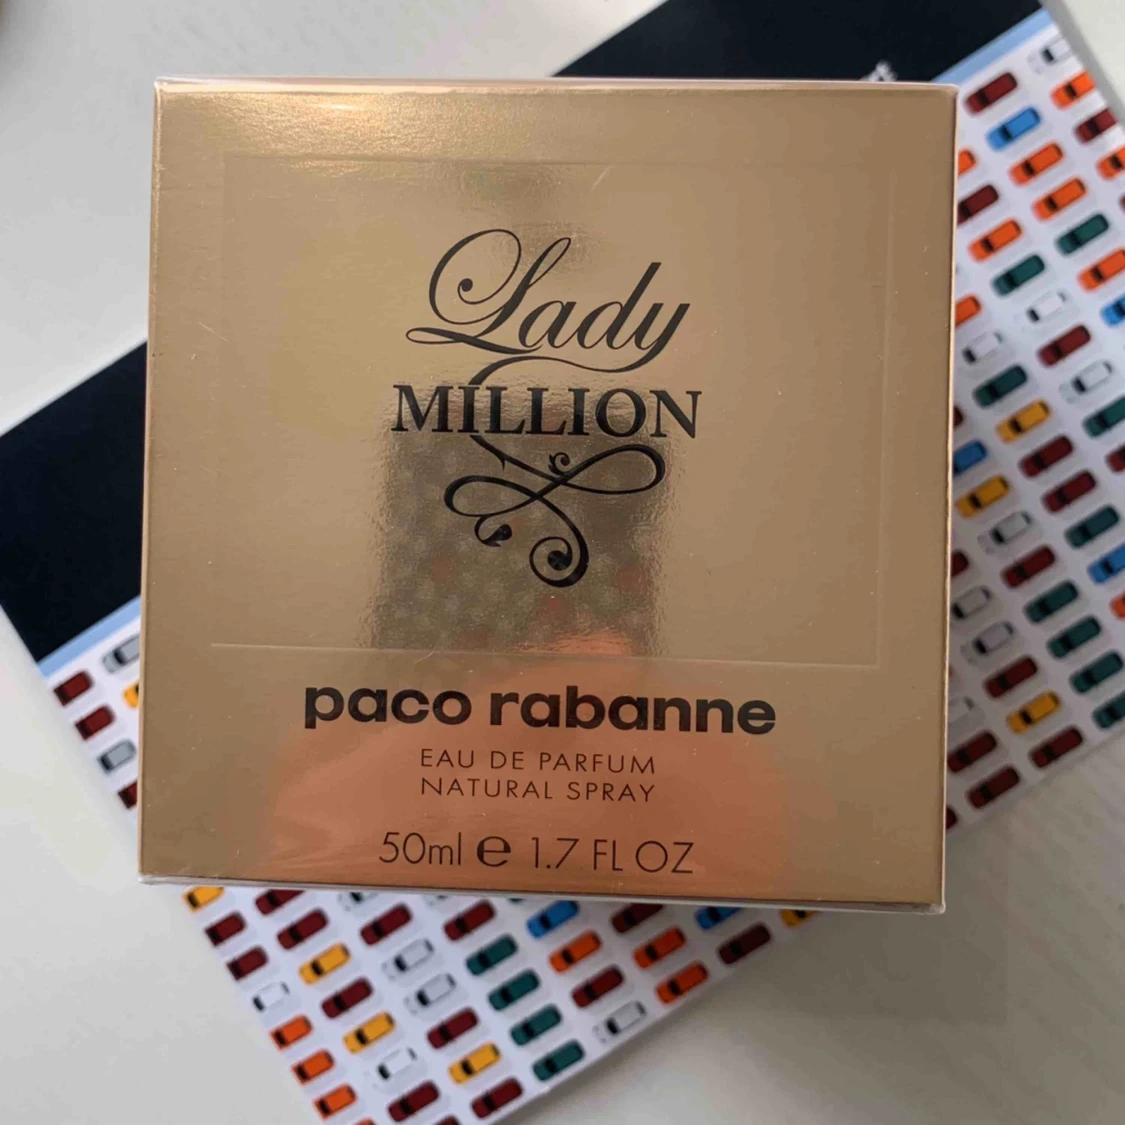 Lady
MILLION
paco rabanne
EAU DE PARFUM
NATURAL SPRAY
50ml e 1.7 FL OZ